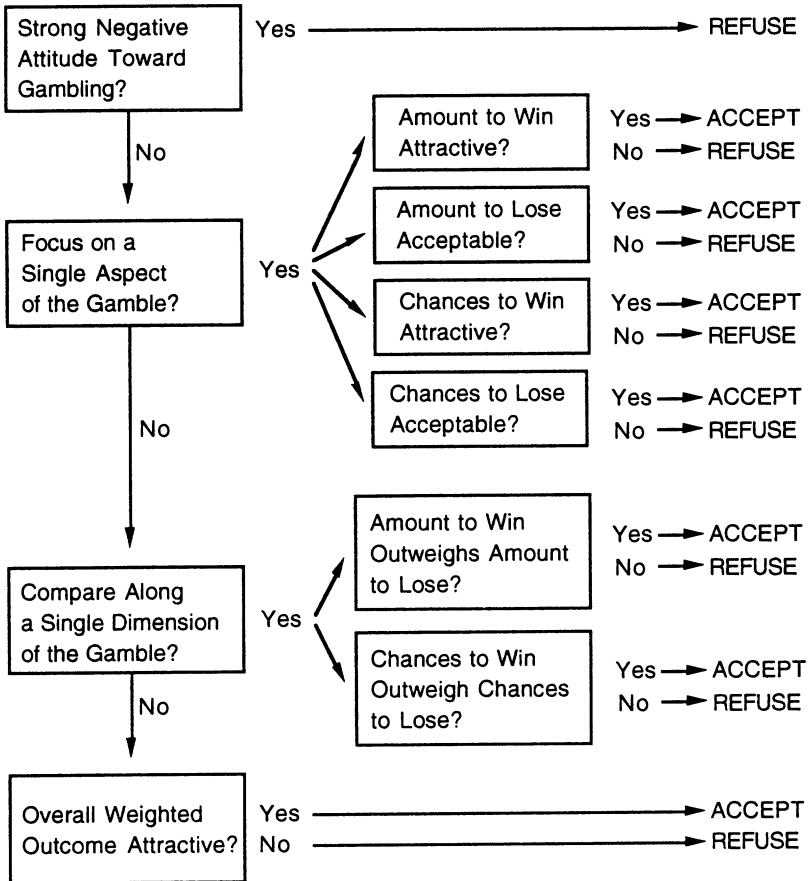 Strong Negative
Attitude Toward
Gambling?
Yes
REFUSE
No
Amount to Win
Attractive?
Yes
ACCEPT
No
REFUSE
Focus on a
Single Aspect
of the Gamble?
Yes
Amount to Lose
Acceptable?
Yes
ACCEPT
No
REFUSE
Chances to Win
Attractive?
Yes
ACCEPT
No
REFUSE
Chances to Lose
Acceptable?
Yes
ACCEPT
No
REFUSE
No
Amount to Win
Outweighs Amount
to Lose?
Yes
ACCEPT
No
REFUSE
Compare Along
a Single Dimension
of the Gamble?
Yes
Chances to Win
Outweigh Chances
to Lose?
Yes
ACCEPT
No
REFUSE
No
Overall Weighted
Outcome Attractive?
Yes
ACCEPT
No
REFUSE